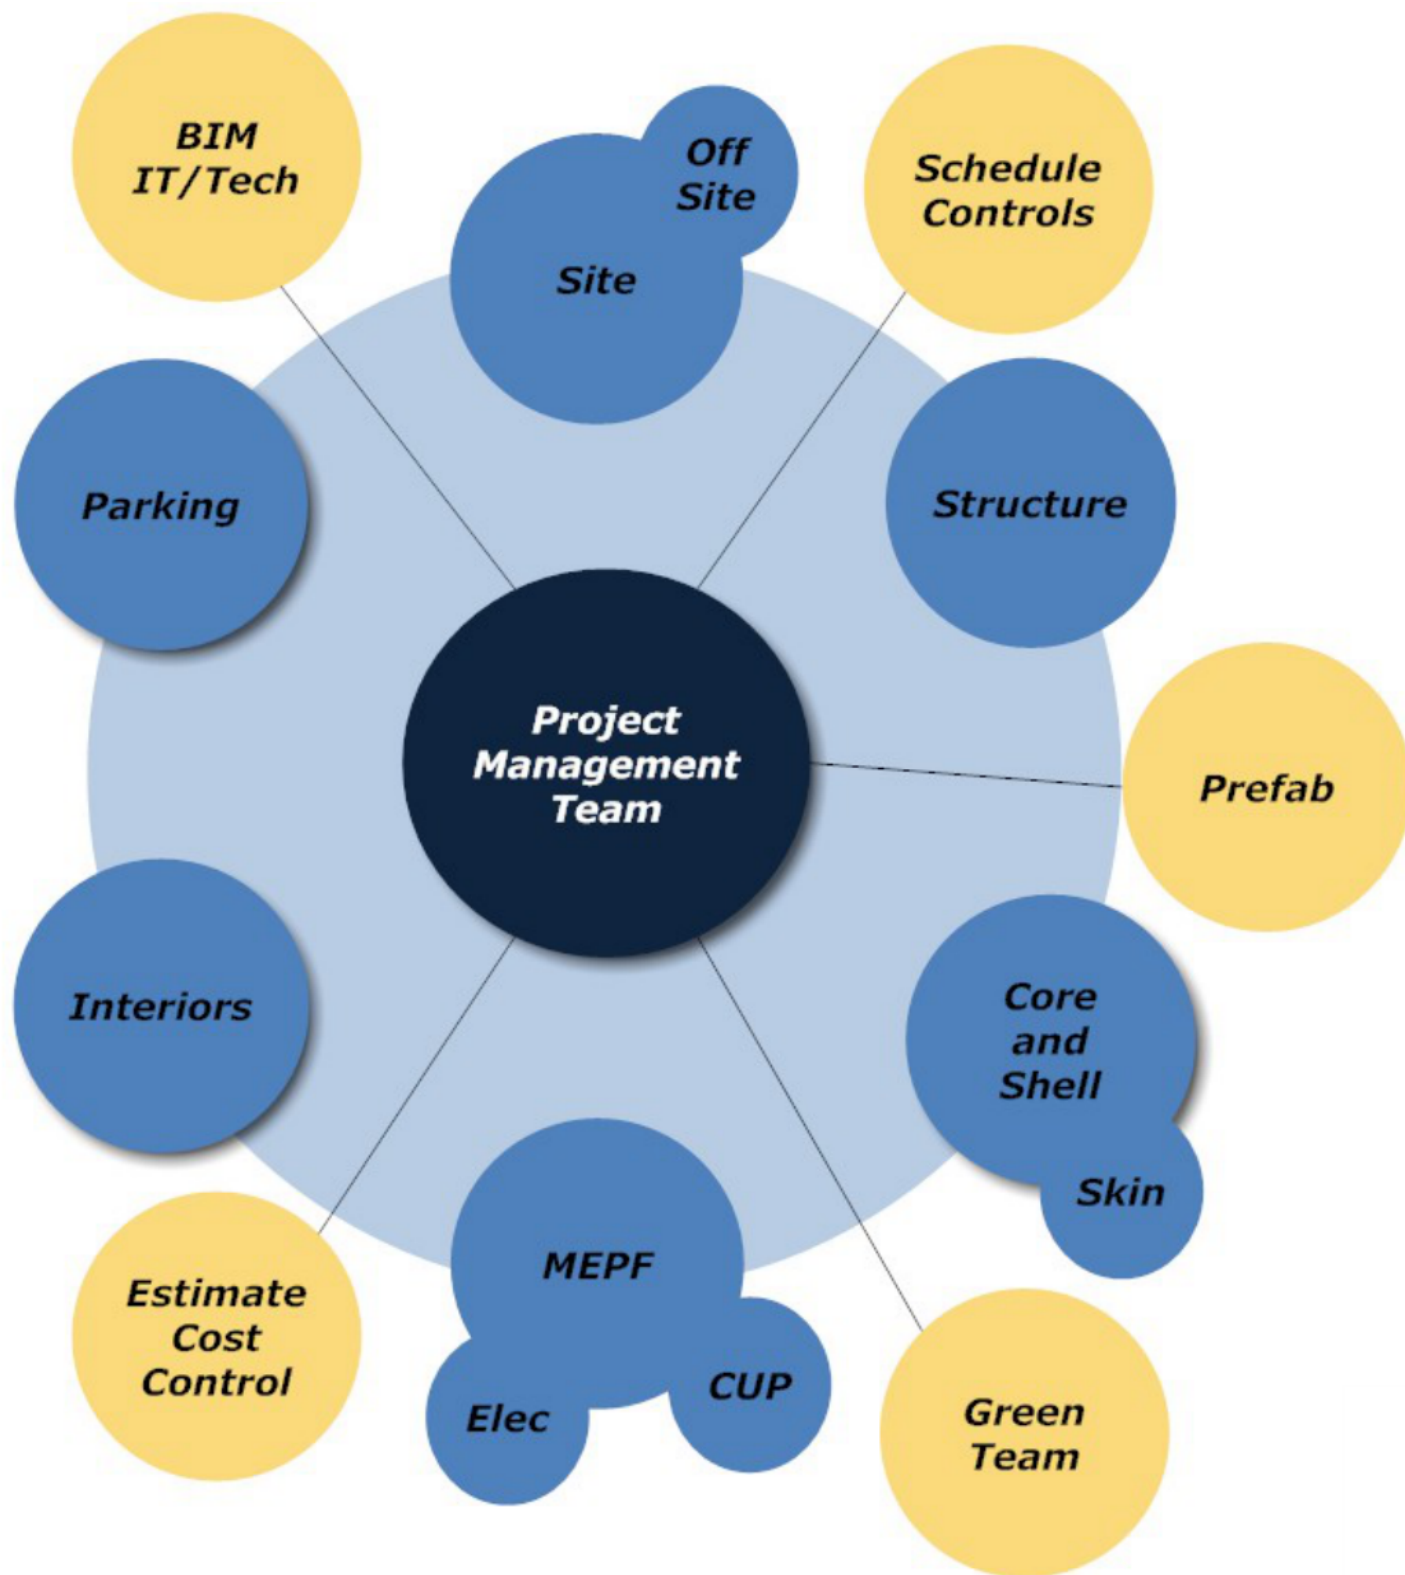 BIM
IT/Tech
Off
Site
Schedule
Controls
Site
Parking
Structure
Project
Management
Team
Prefab
Interiors
Core
and
Shell
Skin
MEPF
Estimate
Cost
Control
Elec
CUP
Green
Team